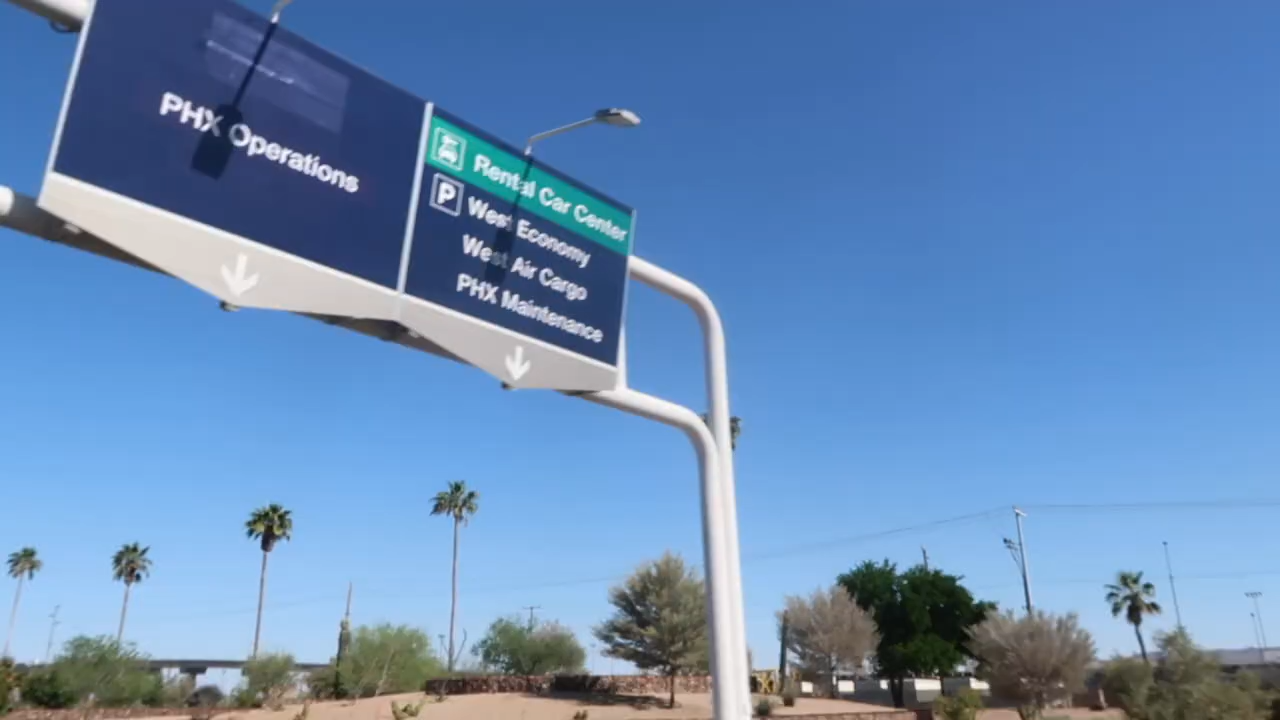 PHX Operations
Rental Car Center
P West Economy
West Air Cargo
PHX Maintenance